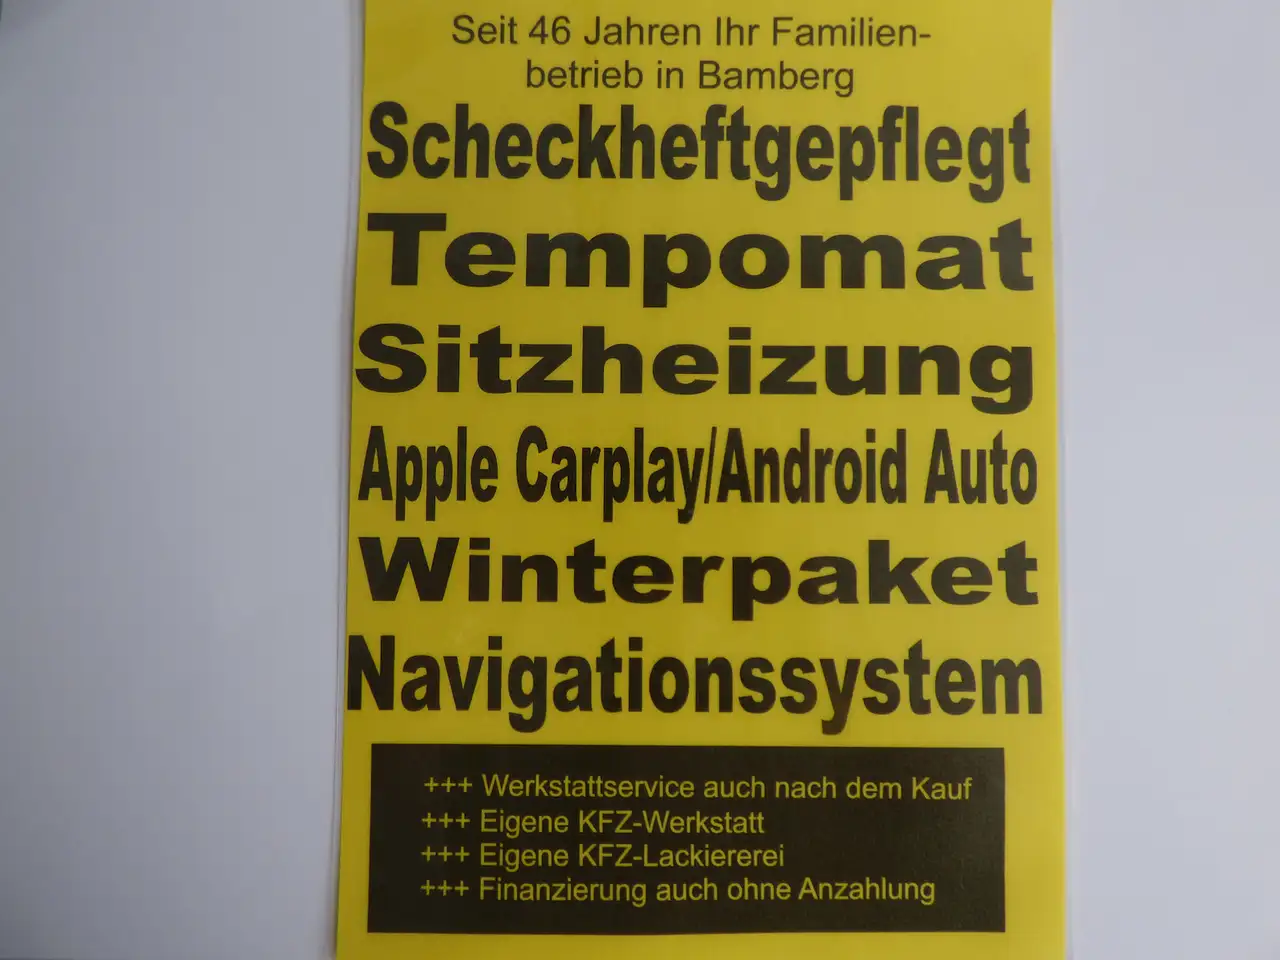 Seit 46 Jahren Ihr Familien-
betrieb in Bamberg
Scheckheftgepflegt
Tempomat
Sitzheizung
Apple Carplay/Android Auto
Winterpaket
Navigationssystem
+++ Werkstattservice auch nach dem Kauf
+++ Eigene KFZ-Werkstatt
+++ Eigene KFZ-Lackiererei
+++ Finanzierung auch ohne Anzahlung